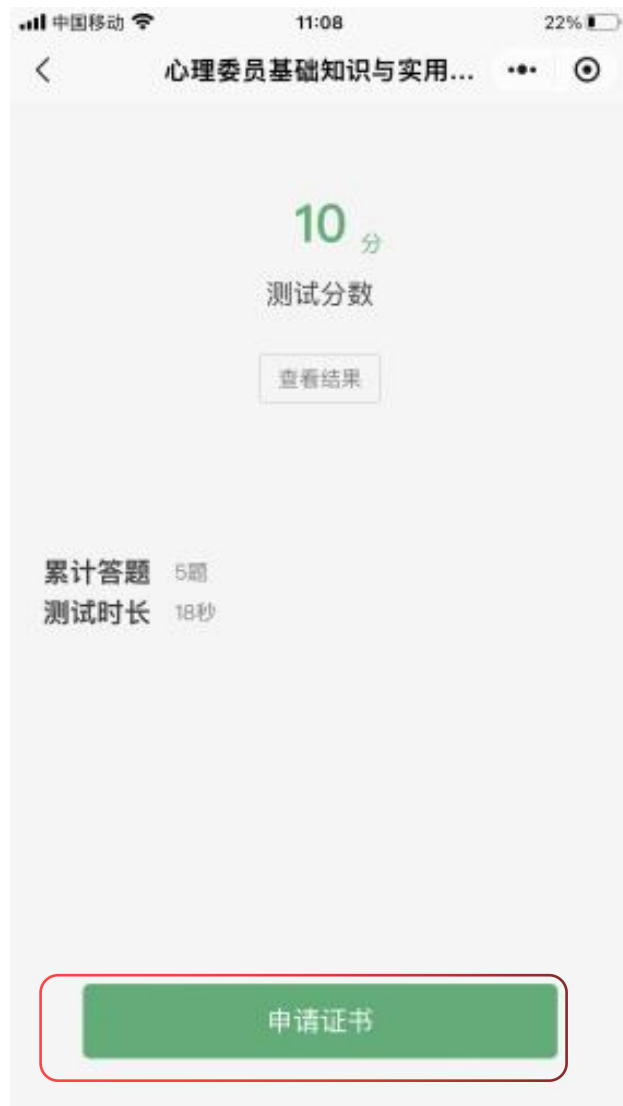 中国移动 11:08 22%
心理委员基础知识与实用...
10 分
测试分数
查看结果
累计答题 5题
测试时长 18秒
申请证书